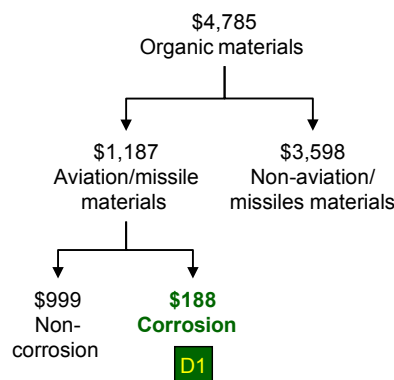 $4,785
Organic materials
$1,187
Aviation/missile
materials
$3,598
Non-aviation/
missiles materials
$999
Non-
corrosion
$188
Corrosion
D1